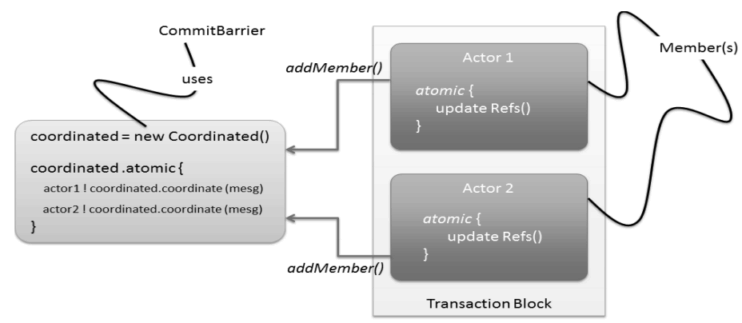 CommitBarrier
uses
coordinated = new Coordinated()
coordinated .atomic {
actor1 ! coordinated.coordinate (mesg)
actor2 ! coordinated.coordinate (mesg)
}
addMember()
addMember()
Actor 1
atomic {
update Refs()
}
Actor 2
atomic {
update Refs()
}
Transaction Block
Member(s)